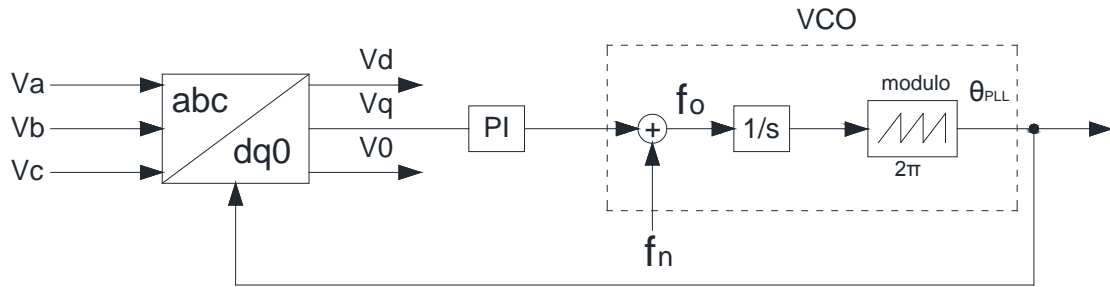 VCO
Va
Vb
Vc
abc
dq0
Vd
Vq
V0
PI
+
fo
fn
1/s
modulo
2π
θPLL